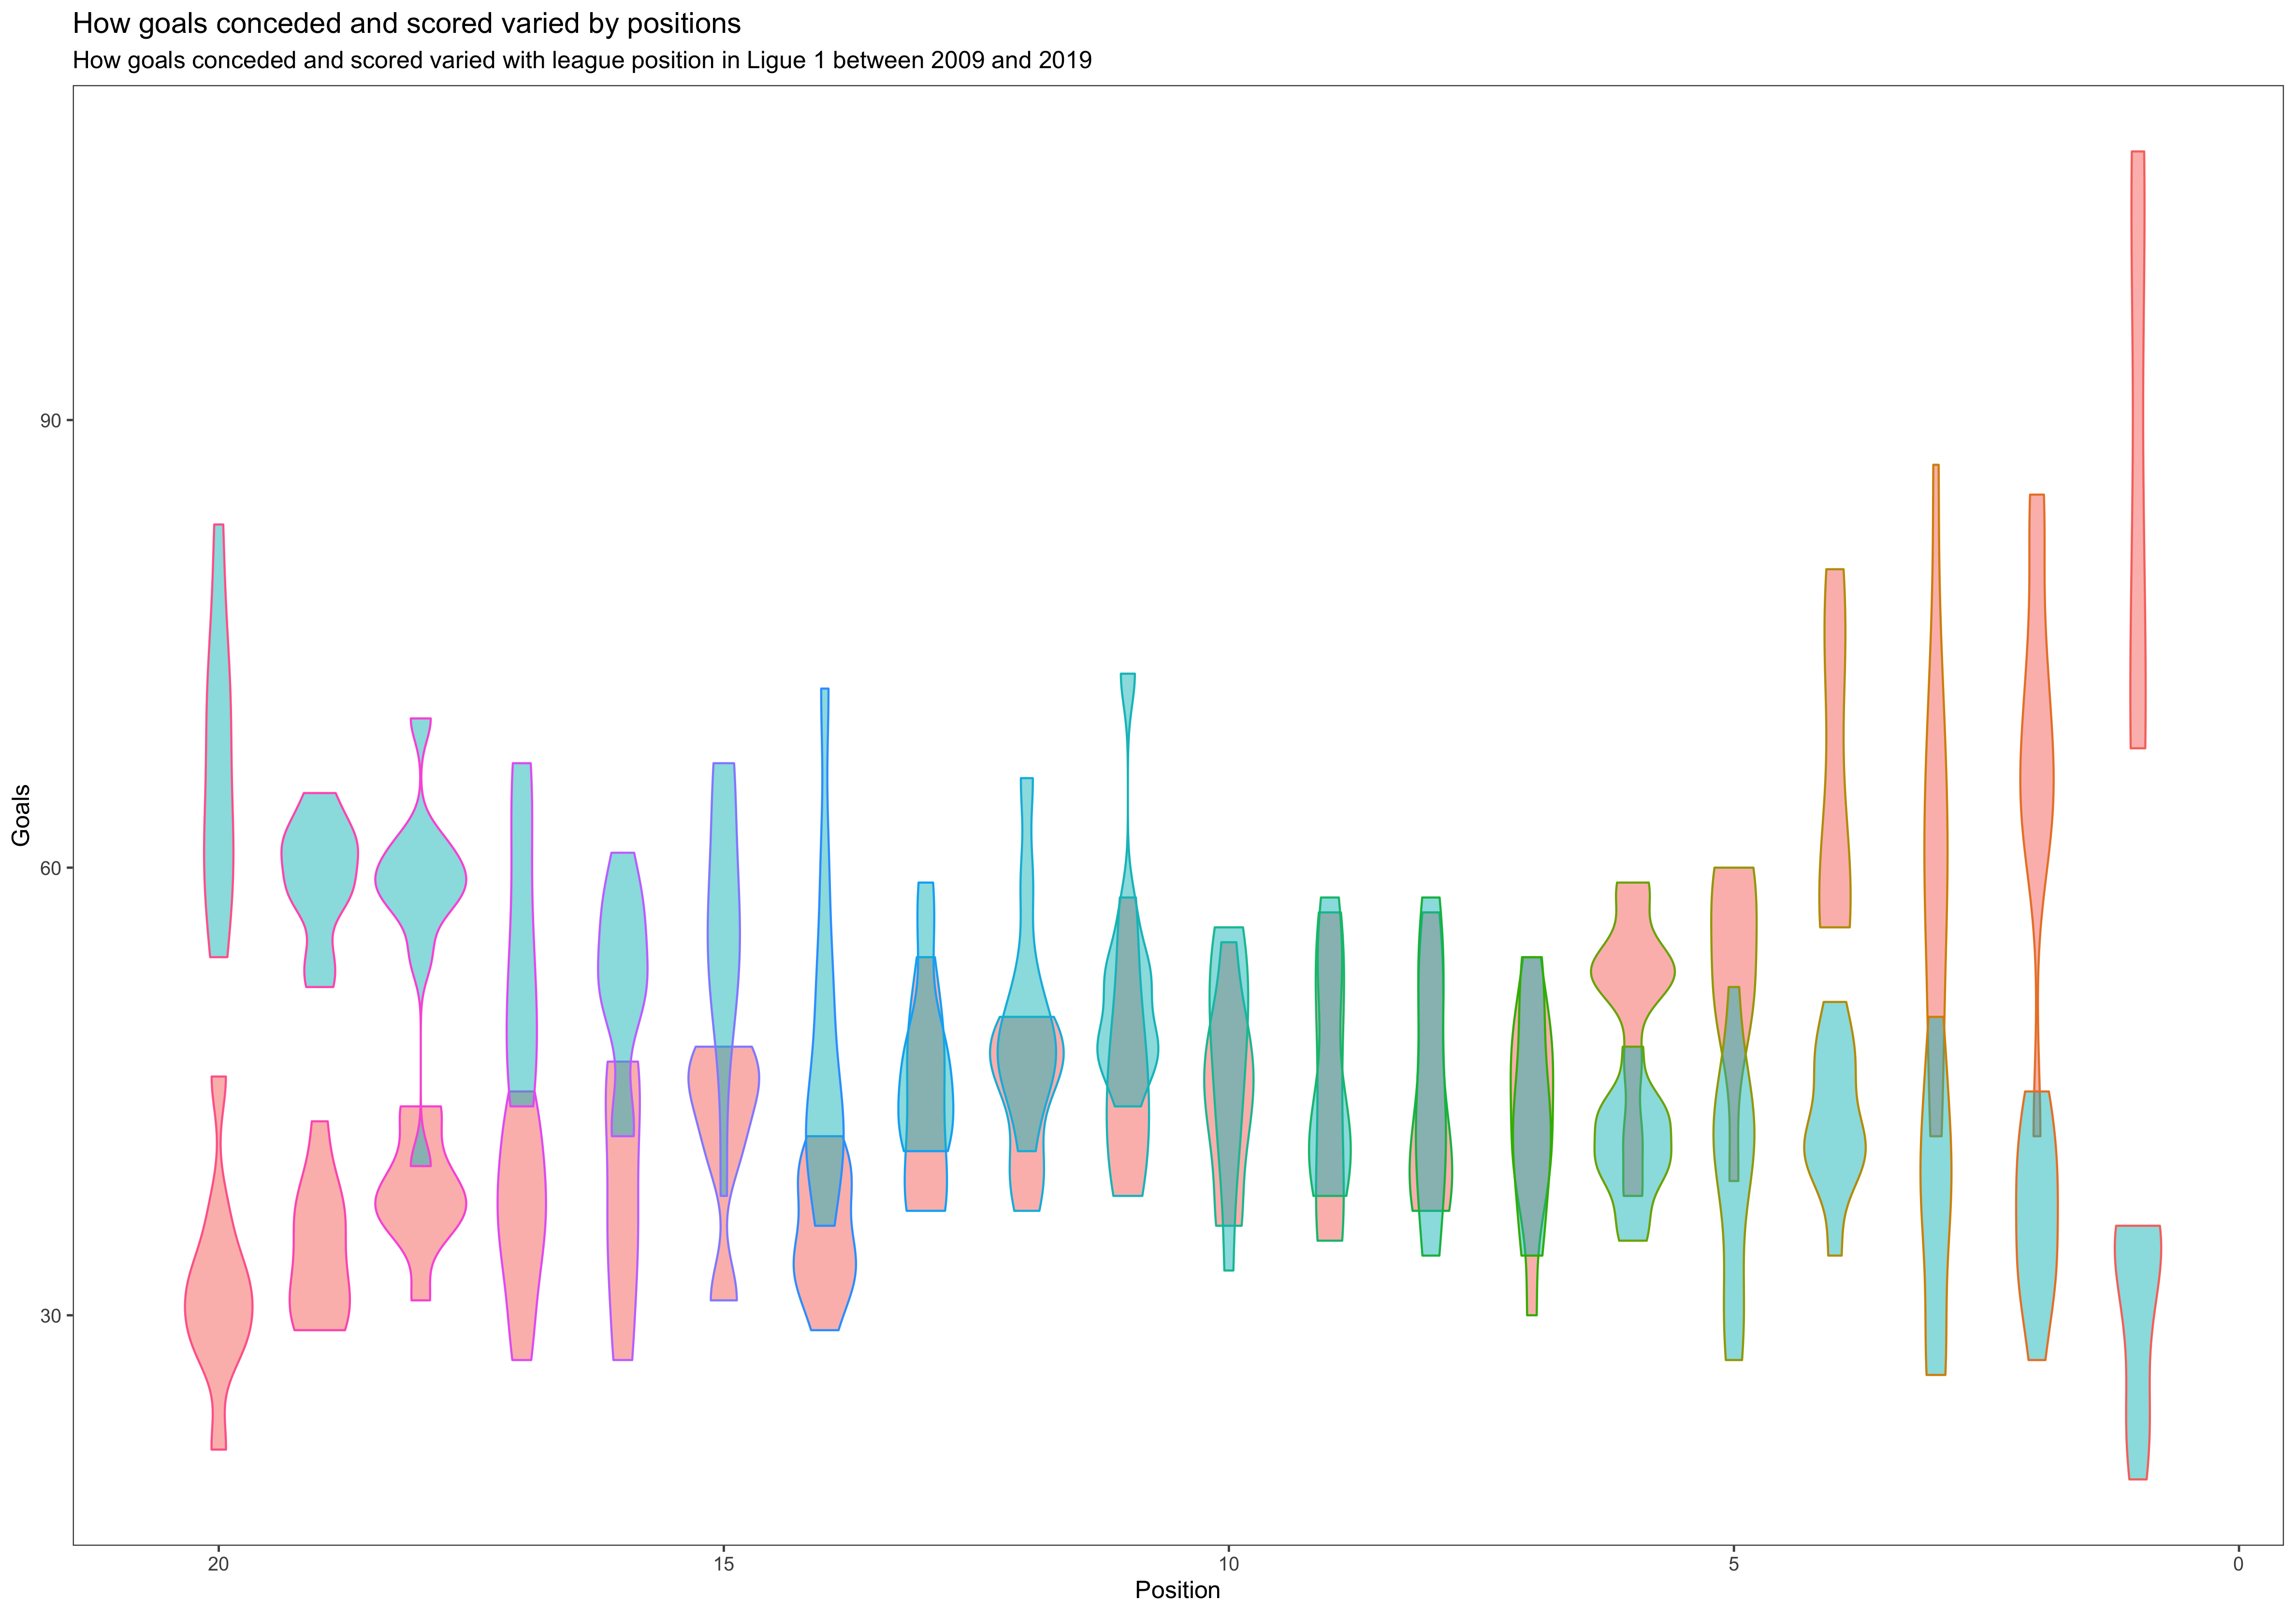 How goals conceded and scored varied by positions
How goals conceded and scored varied with league position in Ligue 1 between 2009 and 2019
90
60
30
Goals
20
15
10
5
0
Position